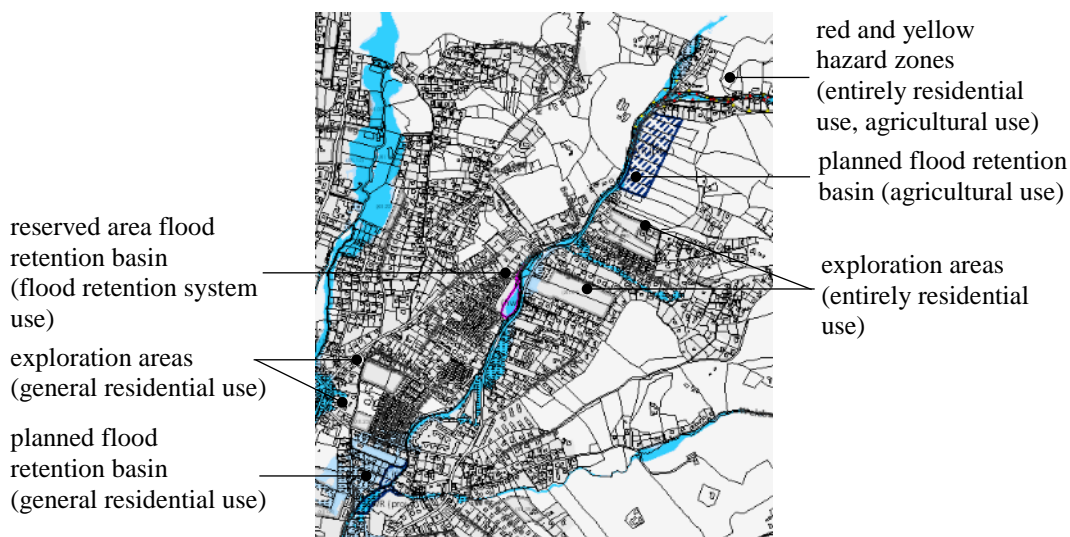 red and yellow
hazard zones
(entirely residential
use, agricultural use)
planned flood retention
basin (agricultural use)
reserved area flood
retention basin
(flood retention system
use)
exploration areas
(entirely residential
use)
exploration areas
(general residential use)
planned flood
retention basin
(general residential use)